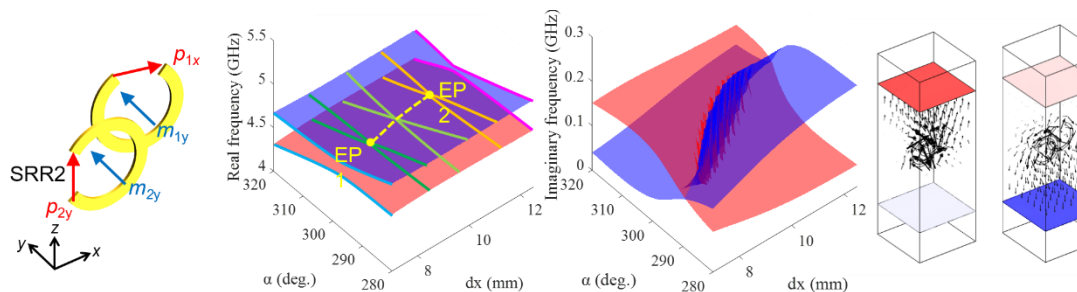 p1x
m1y
SRR2
m2y
p2y
z
y
x
Real frequency (GHz)
5.5
5
4.5
4
EP
2
EP
1
320
310
300
290
280
α (deg.)
8
10
12
dx (mm)
Imaginary frequency (GHz)
0.3
0.2
0.1
0
320
310
300
290
280
α (deg.)
8
10
12
dx (mm)